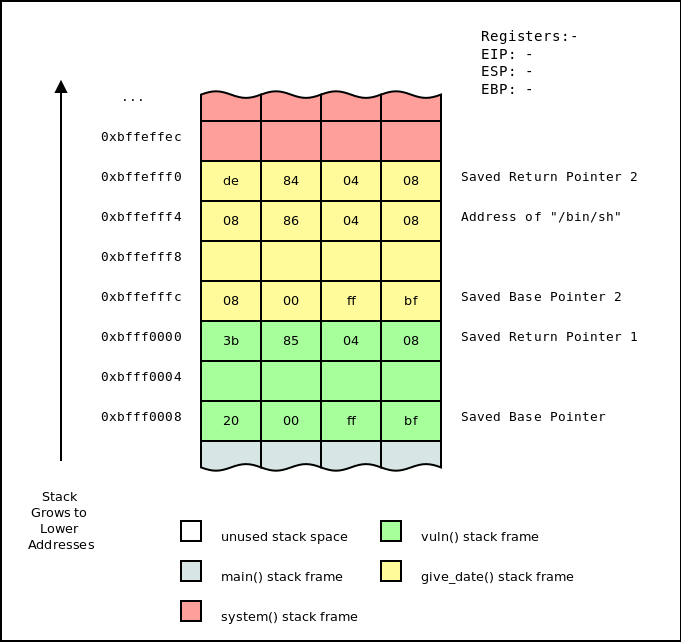 Registers:-
EIP: -
ESP: -
EBP: -
...
0xbffeffec
0xbffefff0 de 84 04 08 Saved Return Pointer 2
0xbffefff4 08 86 04 08 Address of "/bin/sh"
0xbffefff8
0xbffefffc 08 00 ff bf Saved Base Pointer 2
0xbfff0000 3b 85 04 08 Saved Return Pointer 1
0xbfff0004
0xbfff0008 20 00 ff bf Saved Base Pointer
Stack
Grows to
Lower
Addresses
unused stack space
vuln() stack frame
main() stack frame
give_date() stack frame
system() stack frame